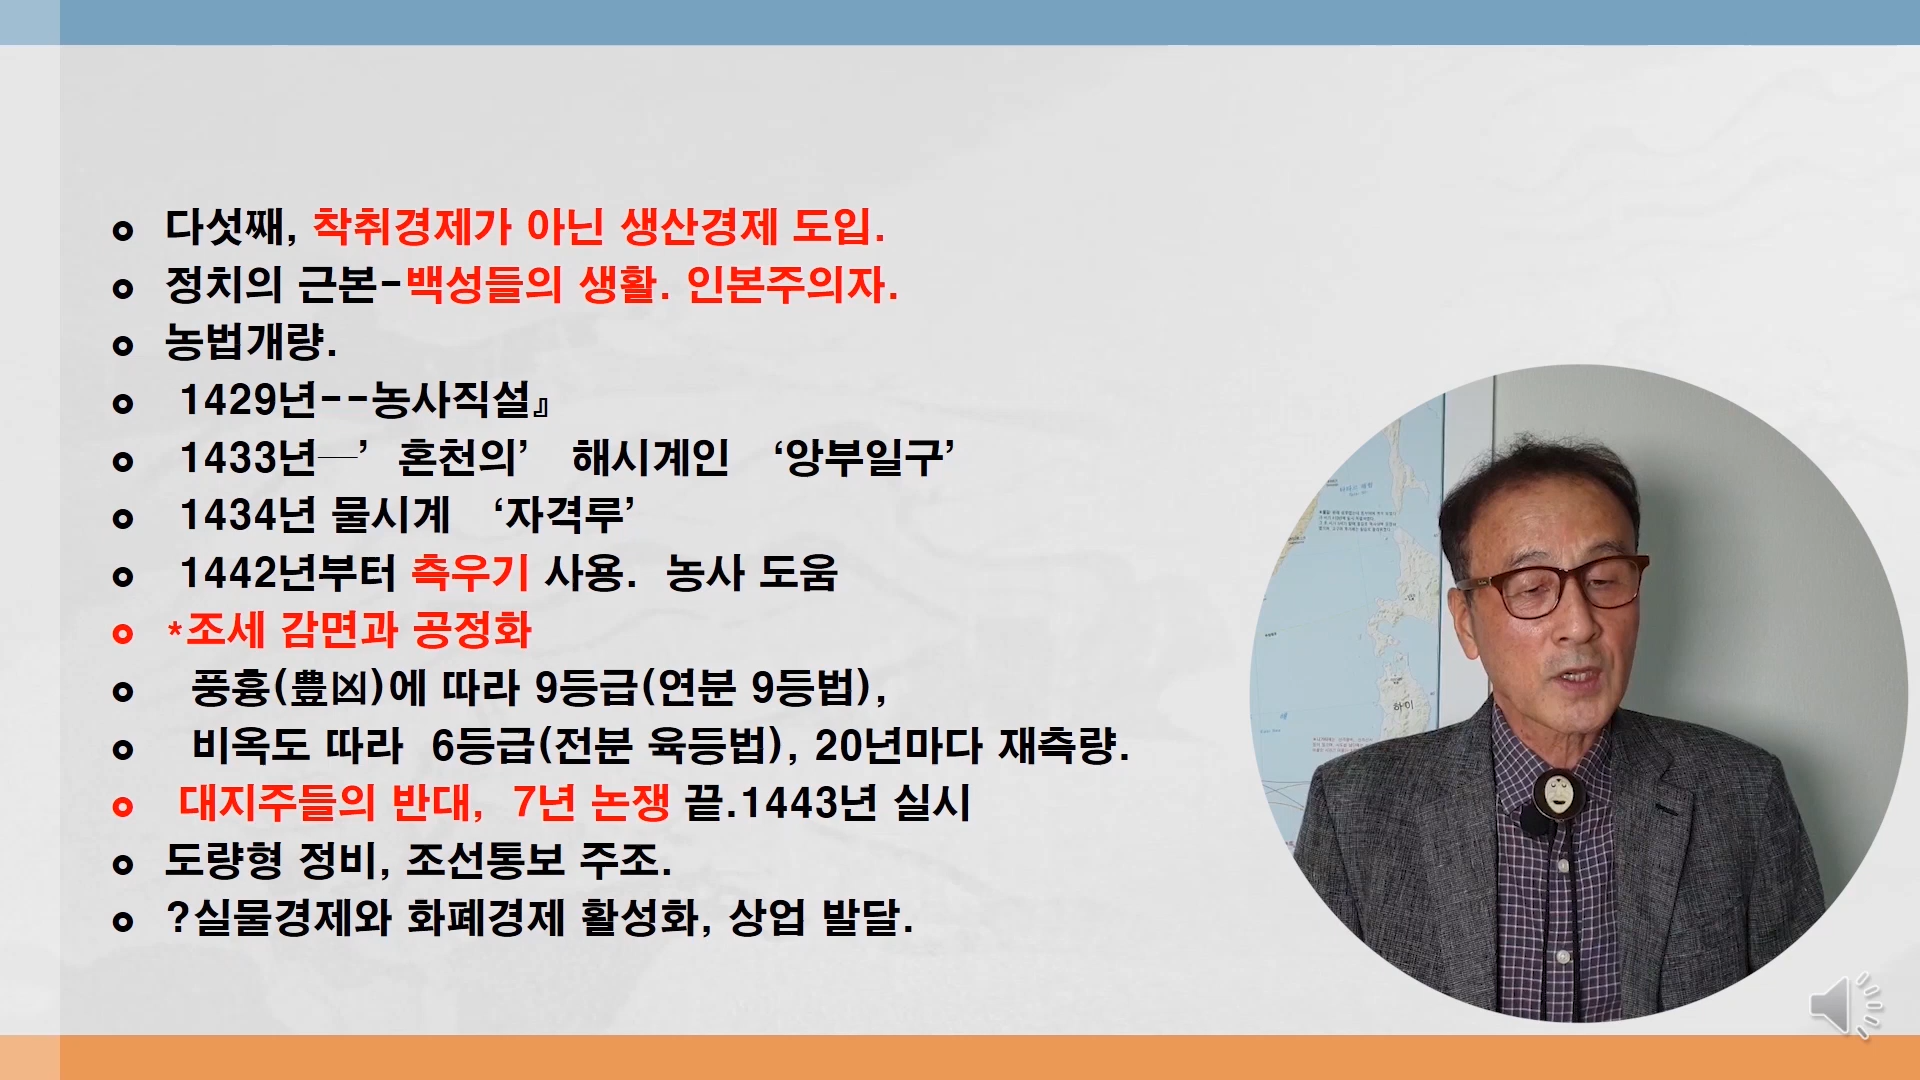 다섯째, 착취경제가 아닌 생산경제 도입.
정치의 근본-백성들의 생활. 인본주의자.
농법개량.
1429년--농사직설』
1433년―’ 혼천의’ 해시계인 ‘앙부일구’
1434년 물시계 ‘자격루’
1442년부터 측우기 사용. 농사 도움
*조세 감면과 공정화
풍흉(豊凶)에 따라 9등급(연분 9등법),
비옥도 따라 6등급(전분 육등법), 20년마다 재측량.
대지주들의 반대, 7년 논쟁 끝.1443년 실시
도량형 정비, 조선통보 주조.
?실물경제와 화폐경제 활성화, 상업 발달.